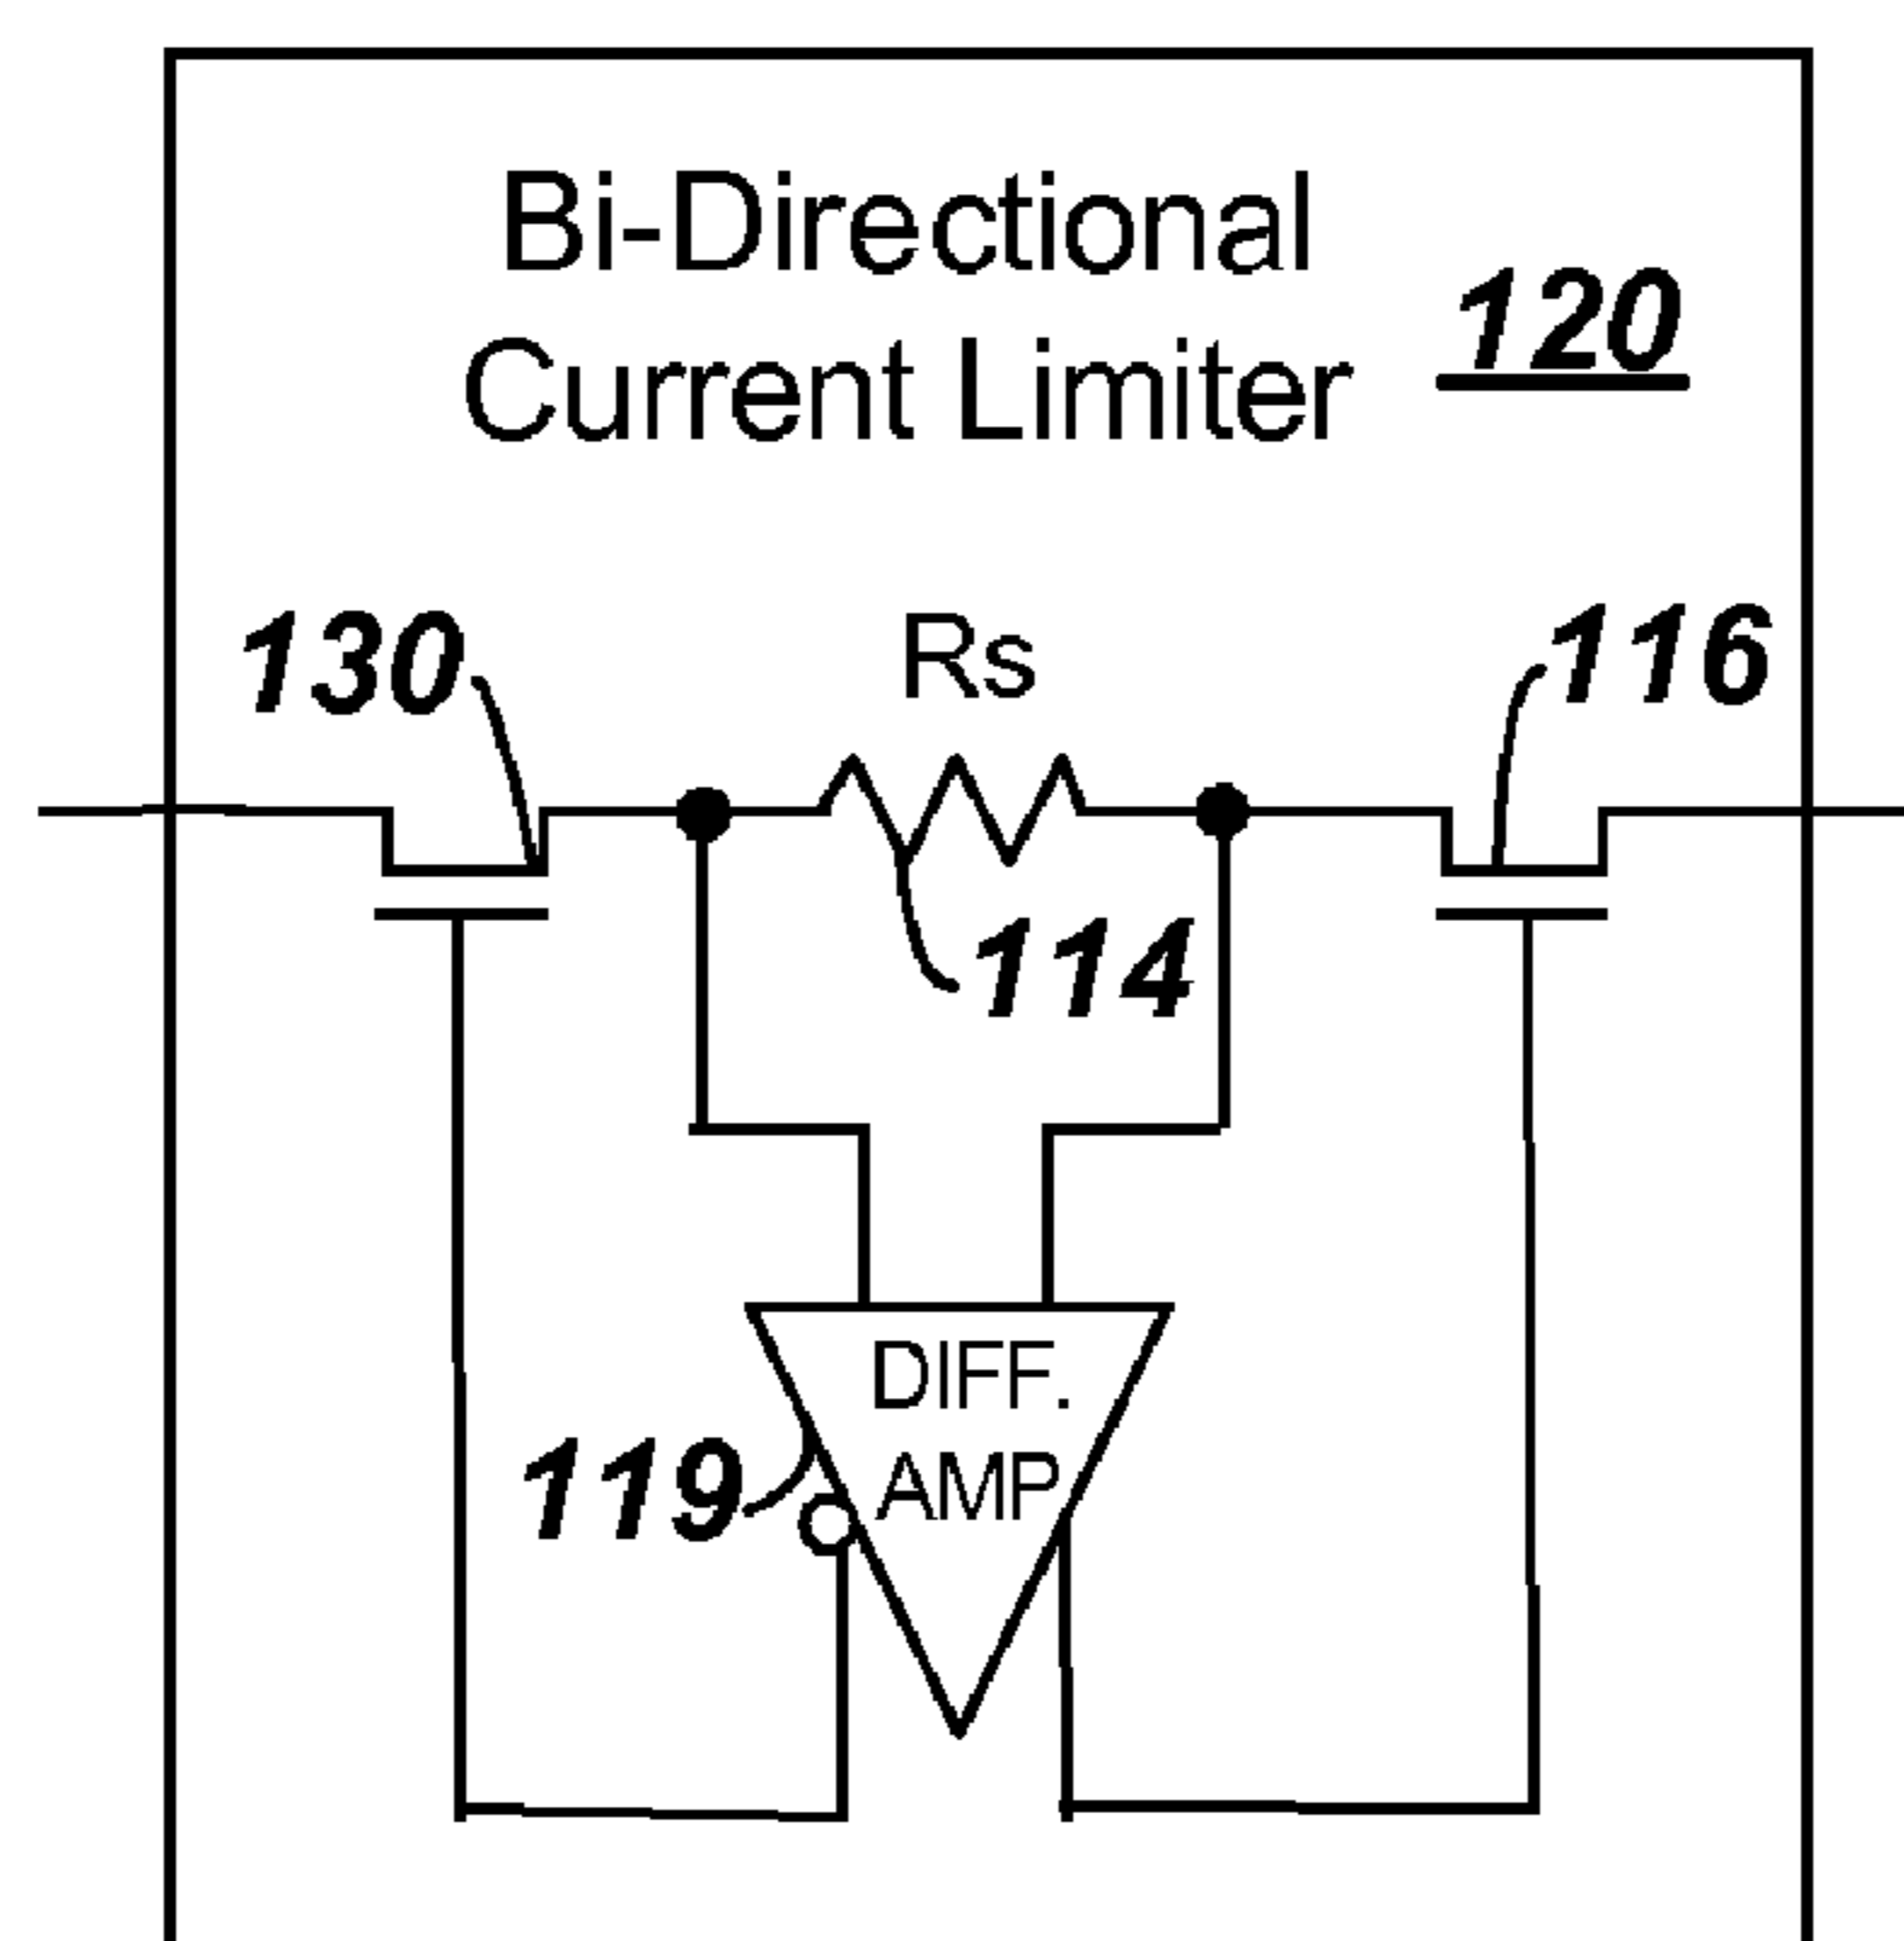 Bi-Directional
Current Limiter
120
130
Rs
116
114
DIFF.
AMP
119